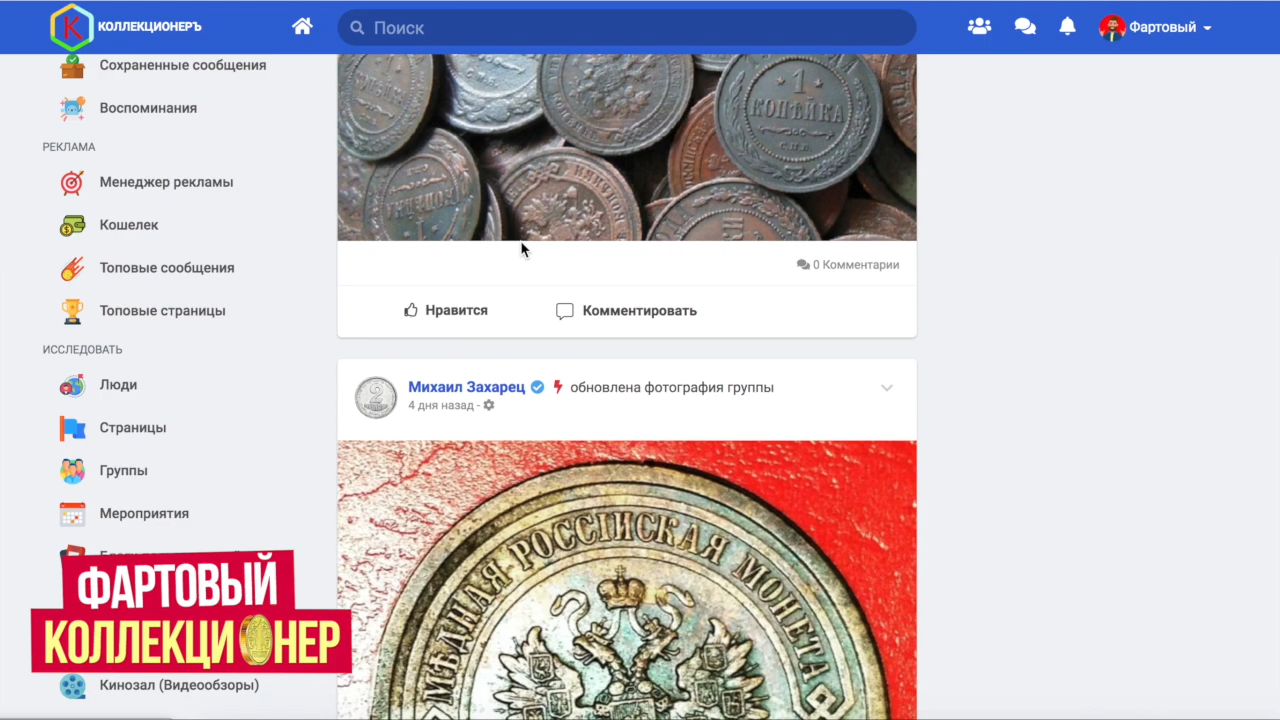 К КОЛЛЕКЦИОНЕРЪ
Поиск
Фартовый
Сохраненные сообщения
Воспоминания
РЕКЛАМА
Менеджер рекламы
Кошелек
Топовые сообщения
Топовые страницы
ИССЛЕДОВАТЬ
Люди
Страницы
Группы
Мероприятия
ФАРТОВЫЙ
КОЛЛЕКЦИОНЕР
Кинозал (Видеообзоры)
1
КОПѢЙКА
С.П.Б.
0 Комментарии
Нравится
Комментировать
Михаил Захарец обновлена фотография группы
4 дня назад -
2
МѢДНАЯ РОССІЙСКАЯ МОНЕТА